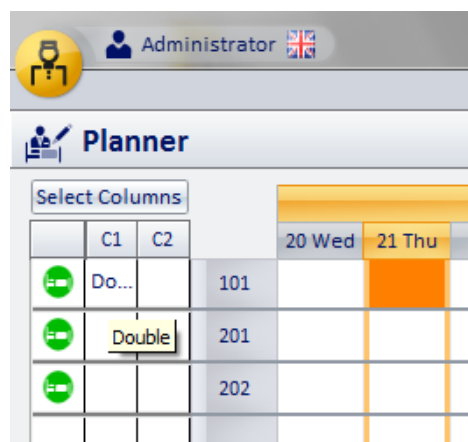 Administrator
Planner
Select Columns
C1 C2 20 Wed 21 Thu
Do... 101
Double 201
202